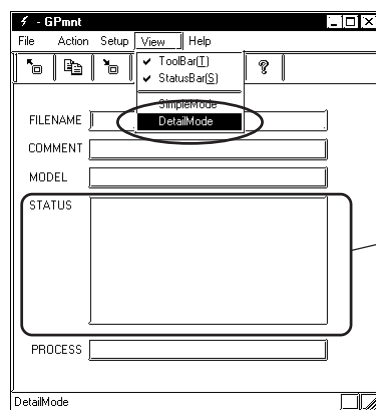 - GPmnt
File Action Setup View Help
ToolBar(T)
StatusBar(S)
SimpleMode
DetailMode
FILENAME
COMMENT
MODEL
STATUS
PROCESS
DetailMode